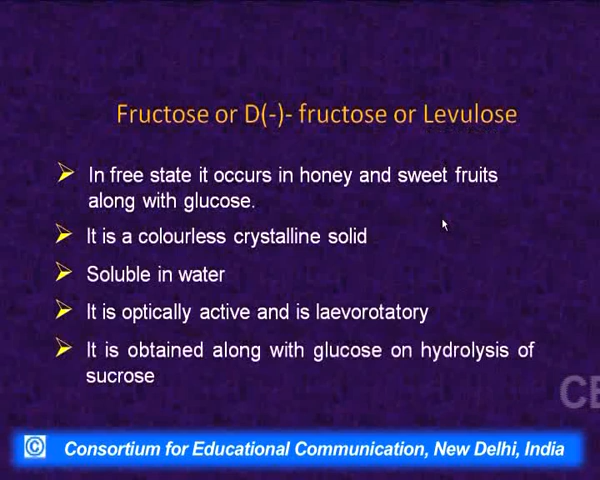 Fructose or D(-)- fructose or Levulose
In free state it occurs in honey and sweet fruits
along with glucose.
It is a colourless crystalline solid
Soluble in water
It is optically active and is laevorotatory
It is obtained along with glucose on hydrolysis of
sucrose
CE
© Consortium for Educational Communication, New Delhi, India